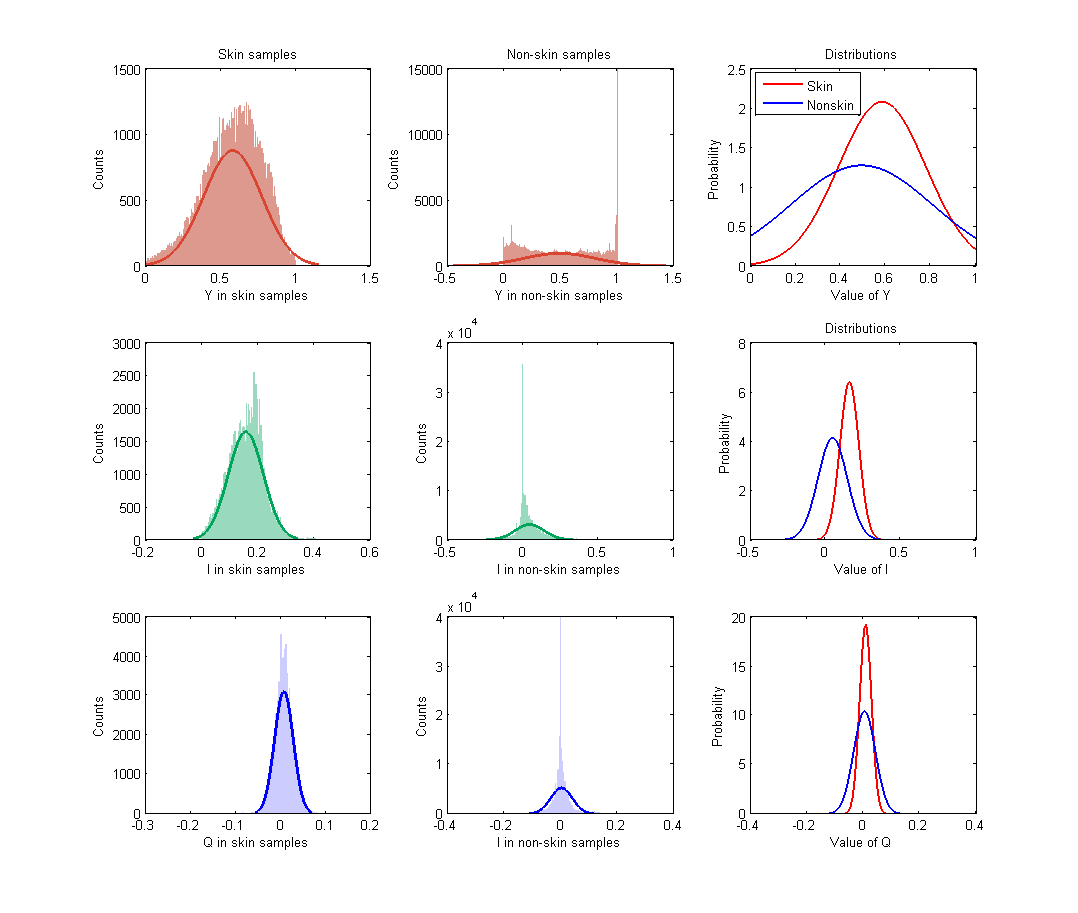 Skin samples
1500
1000
500
0
0 0.5 1 1.5
Counts
Y in skin samples
Non-skin samples
15000
10000
5000
0
-0.5 0 0.5 1 1.5
Counts
Y in non-skin samples
Distributions
Skin
Nonskin
2.5
2
1.5
1
0.5
0
0 0.2 0.4 0.6 0.8 1
Probability
Value of Y
3000
2500
2000
1500
1000
500
0
-0.2 0 0.2 0.4 0.6
Counts
I in skin samples
x 10^4
4
3
2
1
0
-0.5 0 0.5 1
Counts
I in non-skin samples
Distributions
8
6
4
2
0
-0.5 0 0.5 1
Probability
Value of I
5000
4000
3000
2000
1000
0
-0.3 -0.2 -0.1 0 0.1 0.2
Counts
Q in skin samples
x 10^4
4
3
2
1
0
-0.4 -0.2 0 0.2 0.4
Counts
I in non-skin samples
20
15
10
5
0
-0.4 -0.2 0 0.2 0.4
Probability
Value of Q